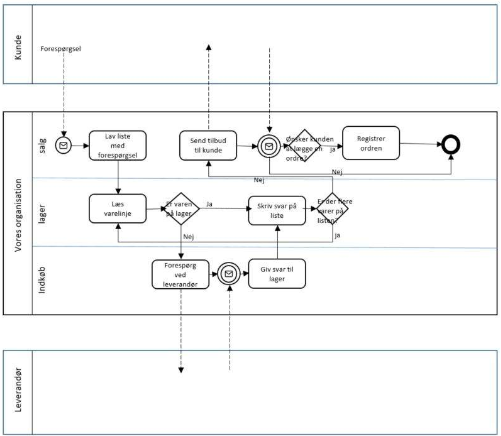 Kunde
Forespørgsel
Vores organisation
salg
Lav liste
med
forespørgsel
Send tilbud
til kunde
Ønsker kunden
at lægge en
ordre?
ja
Registrer
ordren
Nej
Nej
lager
Læs
varelinje
Er varen
på lager
Ja
Skriv svar på
liste
Er der flere
varer på
listen?
Nej
ja
Indkøb
Forespørg
ved
leverandør
Giv svar til
lager
Leverandør